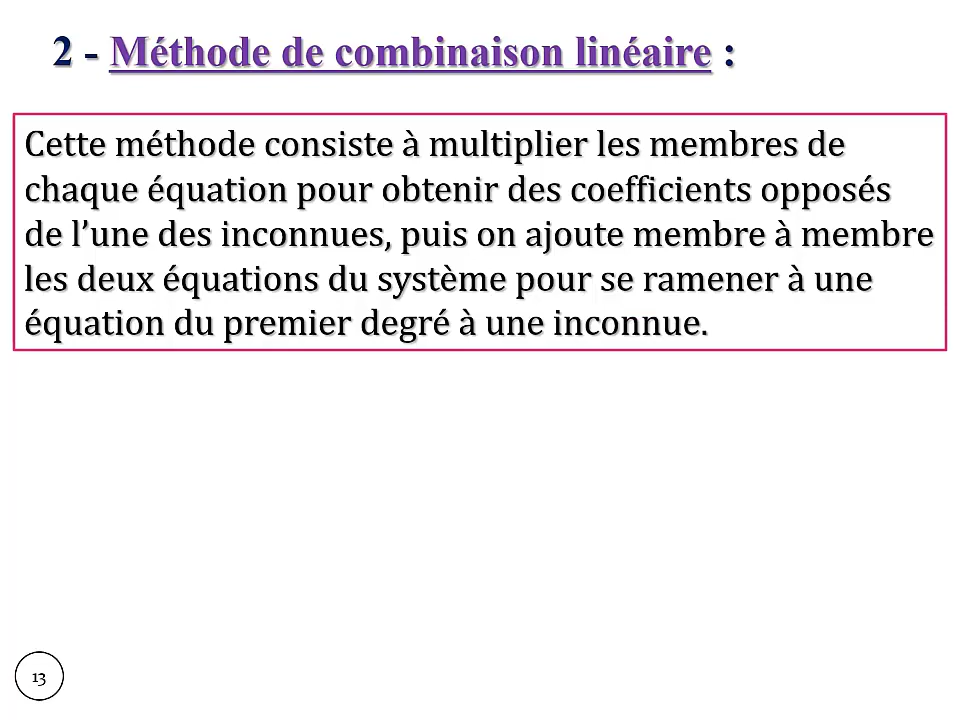 2 - Méthode de combinaison linéaire :
Cette méthode consiste à multiplier les membres de
chaque équation pour obtenir des coefficients opposés
de l’une des inconnues, puis on ajoute membre à membre
les deux équations du système pour se ramener à une
équation du premier degré à une inconnue.
13